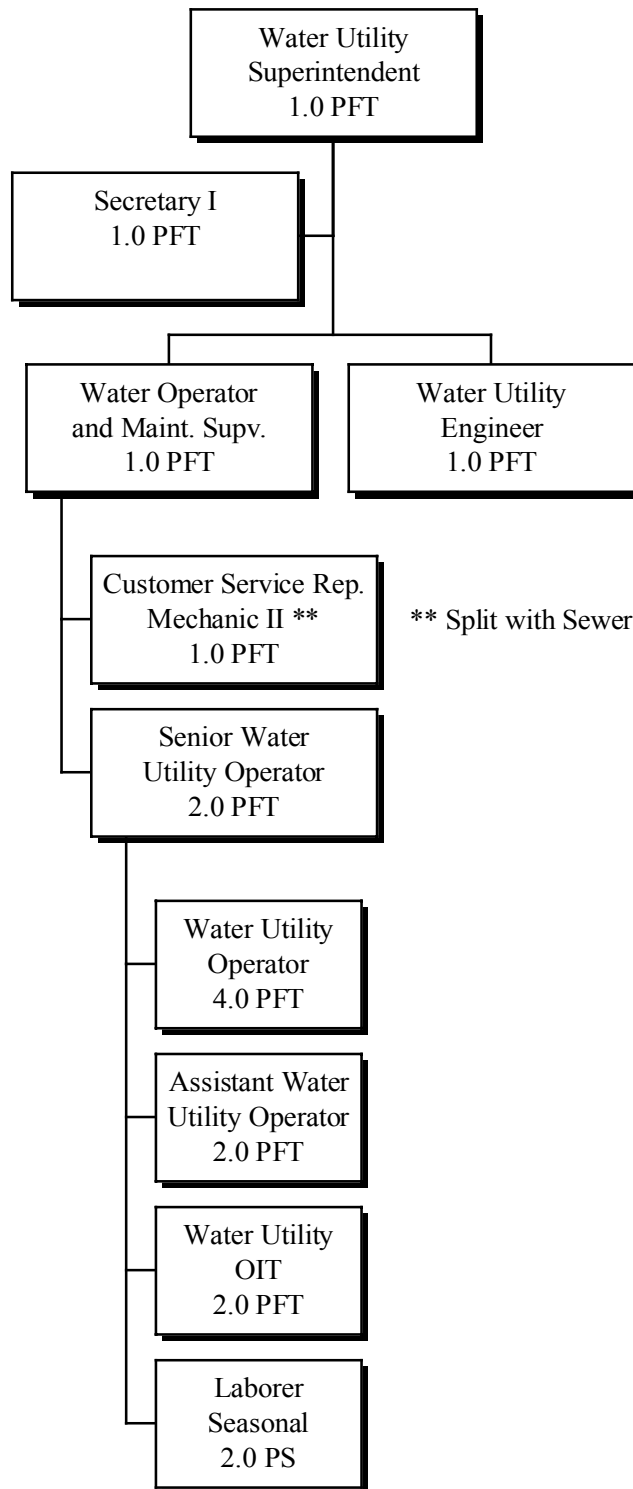 Water Utility
Superintendent
1.0 PFT
Secretary I
1.0 PFT
Water Operator
and Maint. Supv.
1.0 PFT
Water Utility
Engineer
1.0 PFT
Customer Service Rep.
Mechanic II **
1.0 PFT
** Split with Sewer
Senior Water
Utility Operator
2.0 PFT
Water Utility
Operator
4.0 PFT
Assistant Water
Utility Operator
2.0 PFT
Water Utility
OIT
2.0 PFT
Laborer
Seasonal
2.0 PS